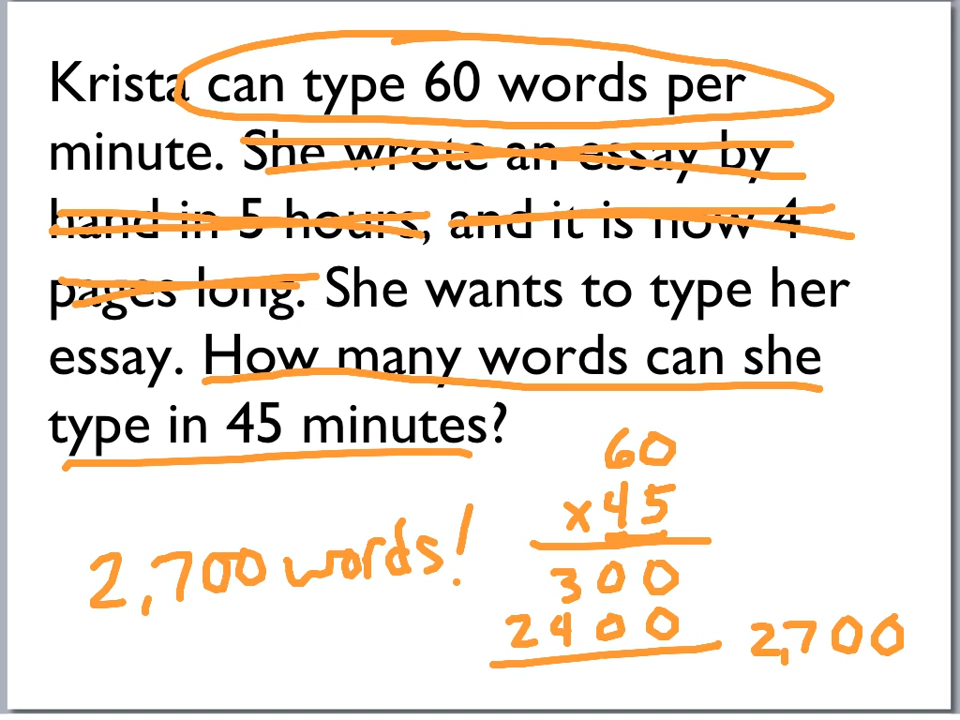 Krista can type 60 words per
minute. She wrote an essay by
hand in 5 hours, and it is now 4
pages long. She wants to type her
essay. How many words can she
type in 45 minutes?
60
x 45
300
2400
2,700
2,700 words!